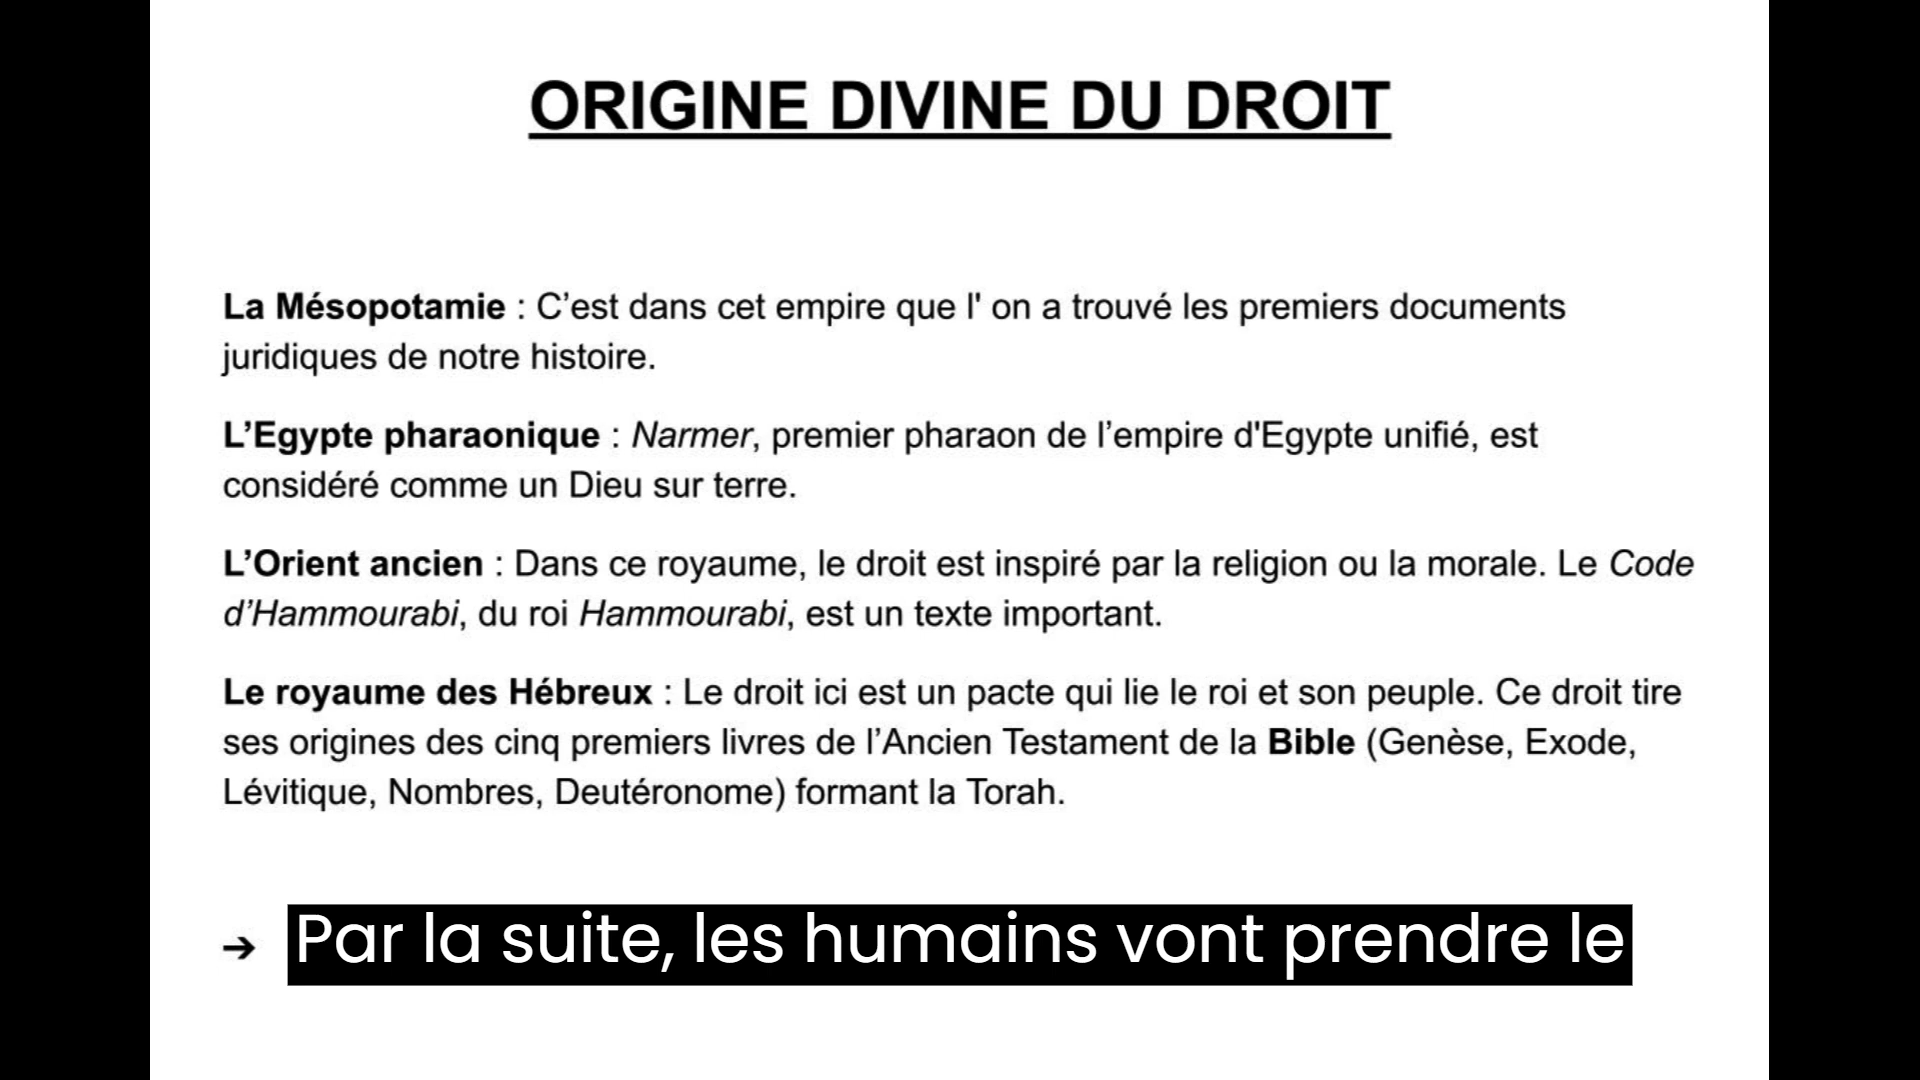 ORIGINE DIVINE DU DROIT
La Mésopotamie : C’est dans cet empire que l' on a trouvé les premiers documents
juridiques de notre histoire.
L’Egypte pharaonique : Narmer, premier pharaon de l’empire d'Egypte unifié, est
considéré comme un Dieu sur terre.
L’Orient ancien : Dans ce royaume, le droit est inspiré par la religion ou la morale. Le Code
d’Hammourabi, du roi Hammourabi, est un texte important.
Le royaume des Hébreux : Le droit ici est un pacte qui lie le roi et son peuple. Ce droit tire
ses origines des cinq premiers livres de l’Ancien Testament de la Bible (Genèse, Exode,
Lévitique, Nombres, Deutéronome) formant la Torah.
➔ Par la suite, les humains vont prendre le